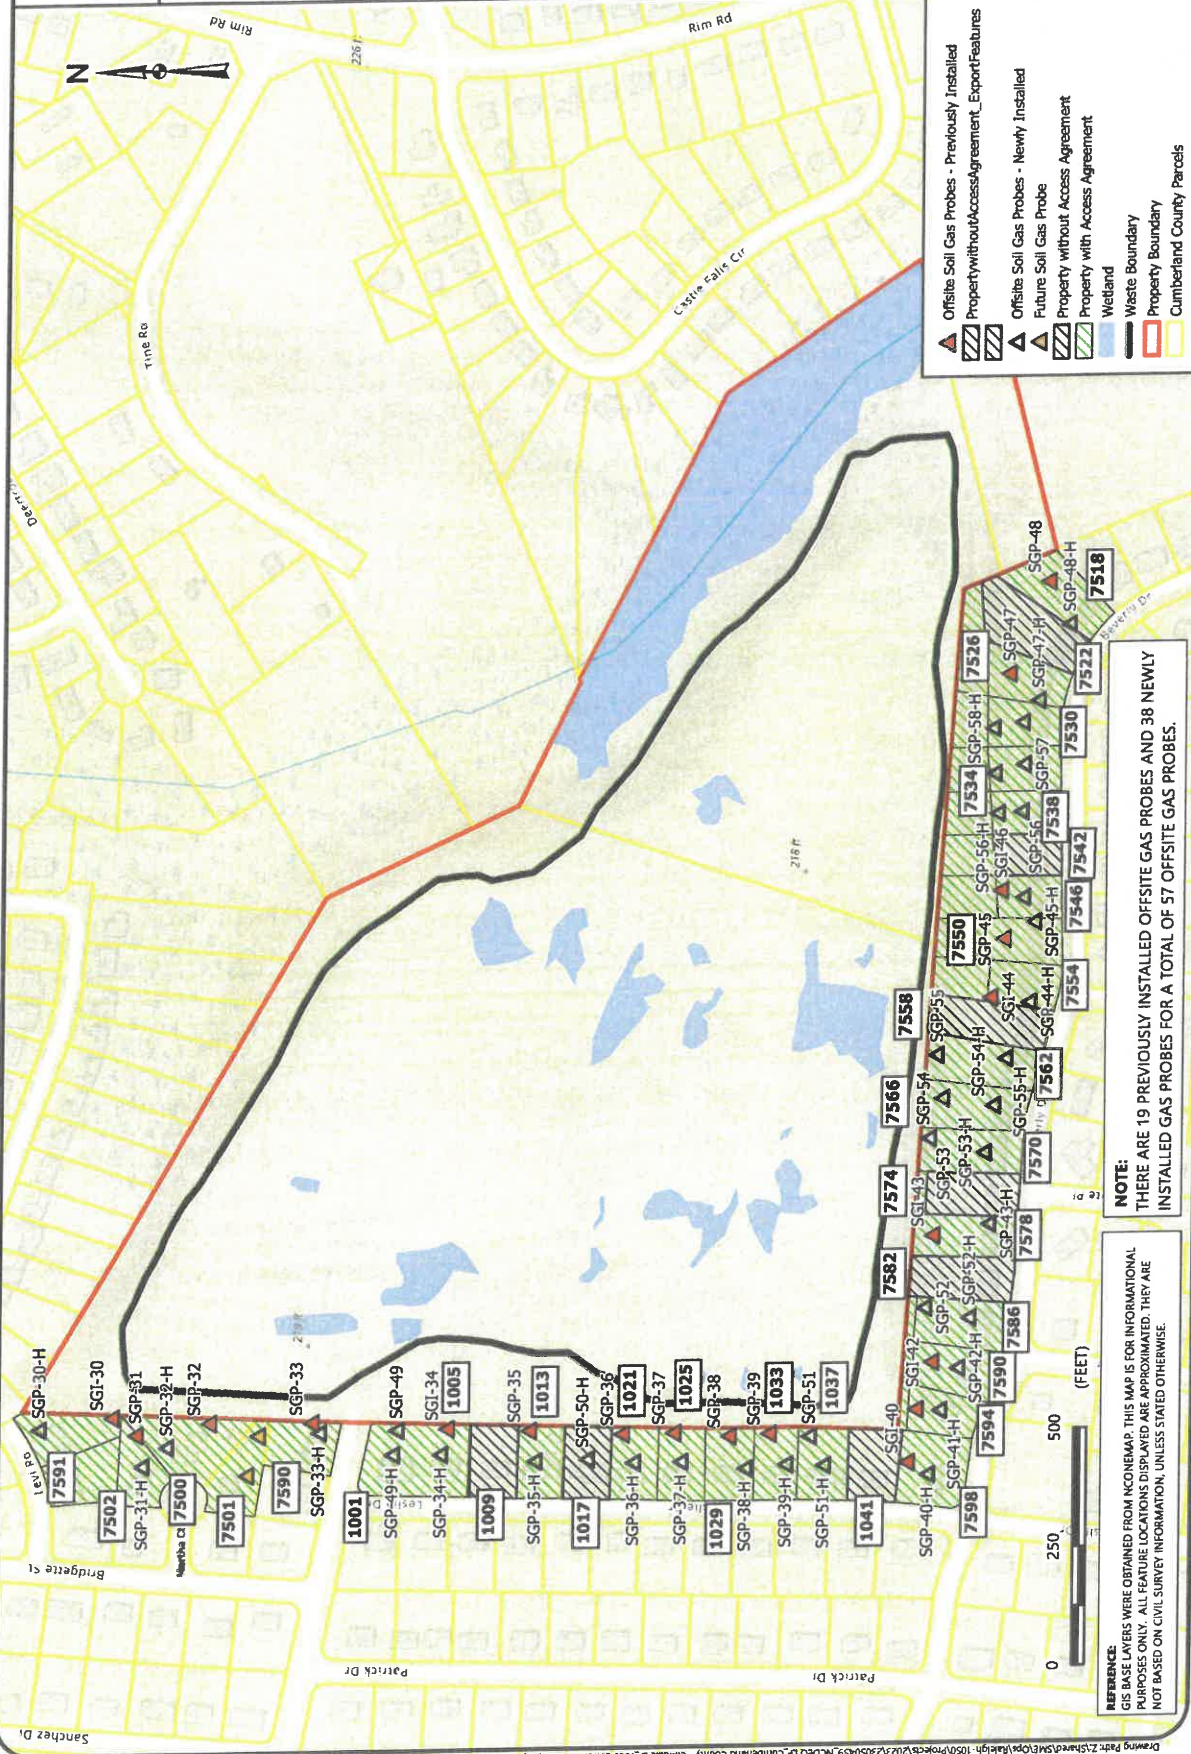 N
Rim Rd
Rim Rd
226 ft
Tine Rd
Castle Falls Cir
Offsite Soil Gas Probes - Previously Installed
PropertywithoutAccessAgreement_ExportFeatures
Offsite Soil Gas Probes - Newly Installed
Future Soil Gas Probe
Property without Access Agreement
Property with Access Agreement
Wetland
Waste Boundary
Property Boundary
Cumberland County Parcels
218 ft
Levi Rd
Bridgette St
Patrick Dr
Patrick Dr
Sanchez Dr
Beverly Dr
SGP-30-H
SGI-30
SGP-31
SGP-32-H
SGP-32
SGP-33
7591
7502
SGP-31-H
7500
7501
7590
SGP-33-H
1001
SGP-49
SGP-49-H
SGI-34
1005
SGP-34-H
1009
SGP-35
1013
SGP-35-H
1017
SGP-50-H
SGP-36
1021
SGP-36-H
SGP-37
1025
SGP-37-H
1029
SGP-38
SGP-38-H
SGP-39
1033
SGP-39-H
SGP-51
1037
SGP-51-H
1041
SGI-40
SGP-40-H
7598
SGP-41-H
7594
SGI-42
SGP-42-H
7590
7586
SGP-52
SGP-52-H
7582
SGI-43
SGP-43-H
7578
7574
SGP-53
SGP-53-H
7570
7566
SGP-54
SGP-54-H
SGP-55-H
7562
7558
SGP-55
SGI-44
SGP-44-H
7554
7550
SGP-45
SGP-45-H
7546
7542
SGP-56-H
SGI-46
SGP-56
7538
7534
SGP-57
SGP-58-H
7530
7526
SGP-47
SGP-47-H
7522
SGP-48
SGP-48-H
7518
0
250
500
(FEET)
REFERENCE:
GIS BASE LAYERS WERE OBTAINED FROM NCONEMAP. THIS MAP IS FOR INFORMATIONAL
PURPOSES ONLY. ALL FEATURE LOCATIONS DISPLAYED ARE APPROXIMATED. THEY ARE
NOT BASED ON CIVIL SURVEY INFORMATION, UNLESS STATED OTHERWISE.
NOTE:
THERE ARE 19 PREVIOUSLY INSTALLED OFFSITE GAS PROBES AND 38 NEWLY
INSTALLED GAS PROBES FOR A TOTAL OF 57 OFFSITE GAS PROBES.